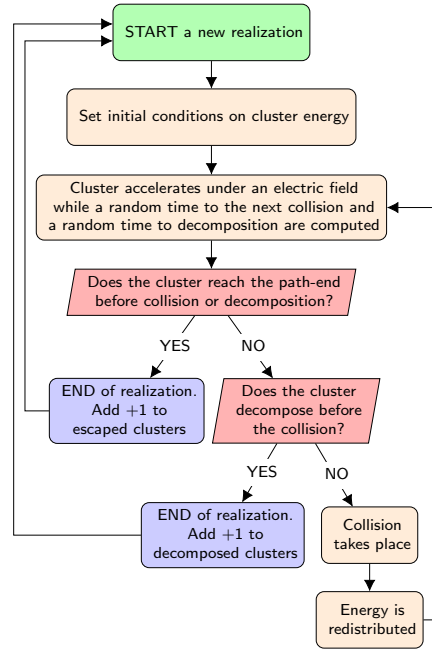 START a new realization
Set initial conditions on cluster energy
Cluster accelerates under an electric field
while a random time to the next collision and
a random time to decomposition are computed
Does the cluster reach the path-end
before collision or decomposition?
YES
NO
END of realization.
Add +1 to
escaped clusters
Does the cluster
decompose before
the collision?
YES
NO
END of realization.
Add +1 to
decomposed clusters
Collision
takes place
Energy is
redistributed